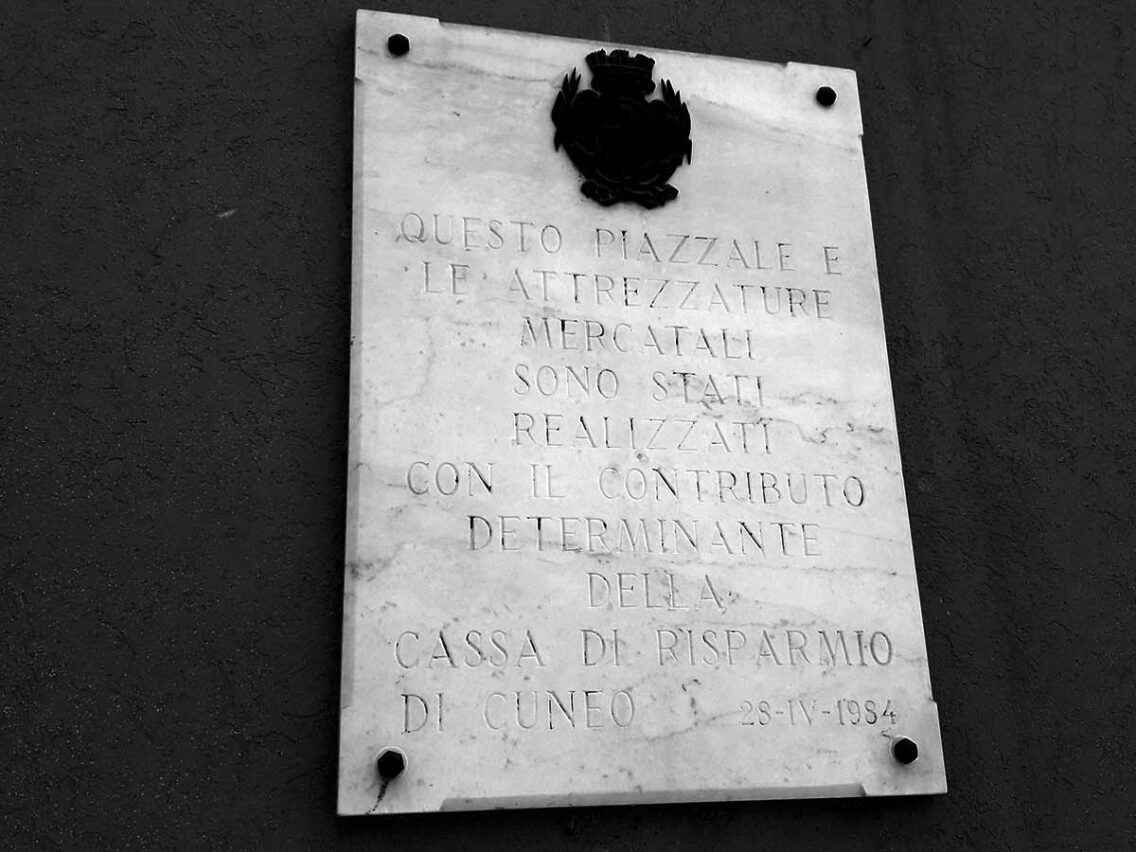 QUESTO PIAZZALE E
LE ATTREZZATURE
MERCATALI
SONO STATI
REALIZZATI
CON IL CONTRIBUTO
DETERMINANTE
DELLA
CASSA DI RISPARMIO
DI CUNEO 28-IV-1984